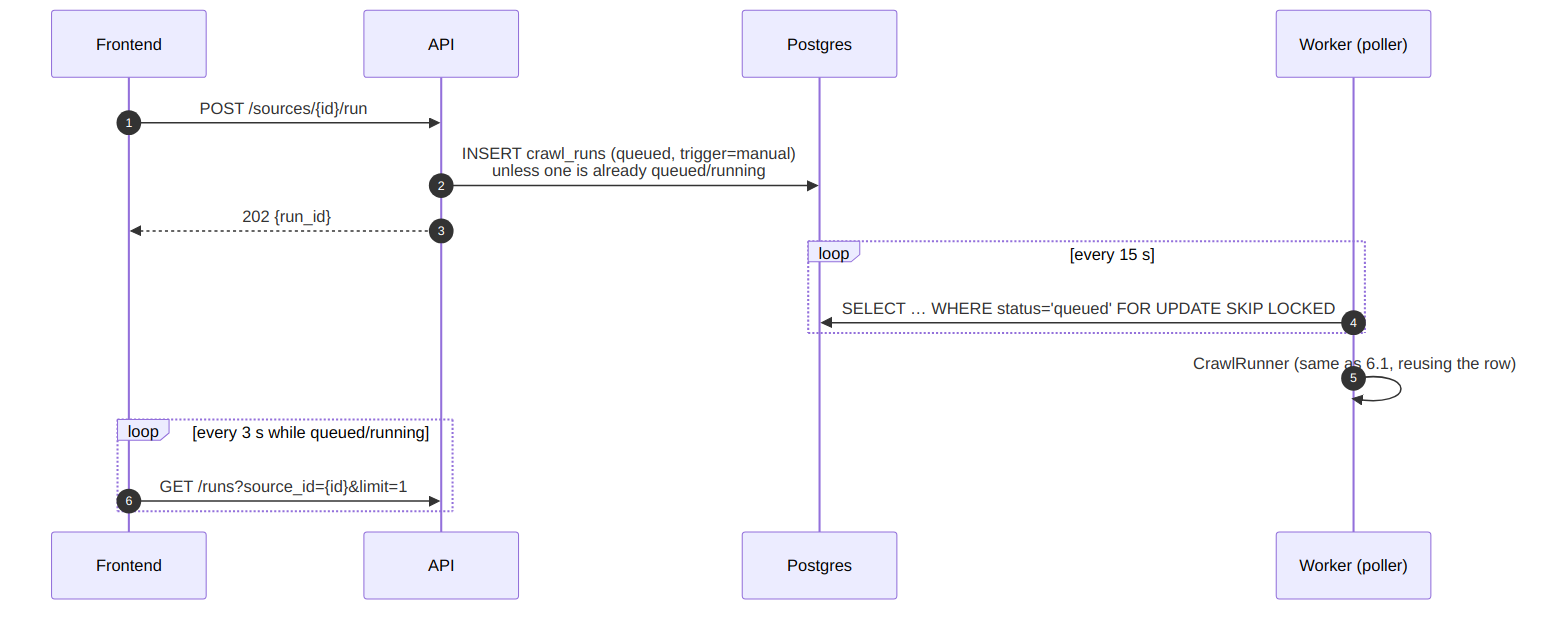 Frontend
API
Postgres
Worker (poller)
1
POST /sources/{id}/run
INSERT crawl_runs (queued, trigger=manual)
unless one is already queued/running
2
202 {run_id}
3
loop
[every 15 s]
SELECT … WHERE status='queued' FOR UPDATE SKIP LOCKED
4
CrawlRunner (same as 6.1, reusing the row)
5
loop
[every 3 s while queued/running]
GET /runs?source_id={id}&limit=1
6
Frontend
API
Postgres
Worker (poller)